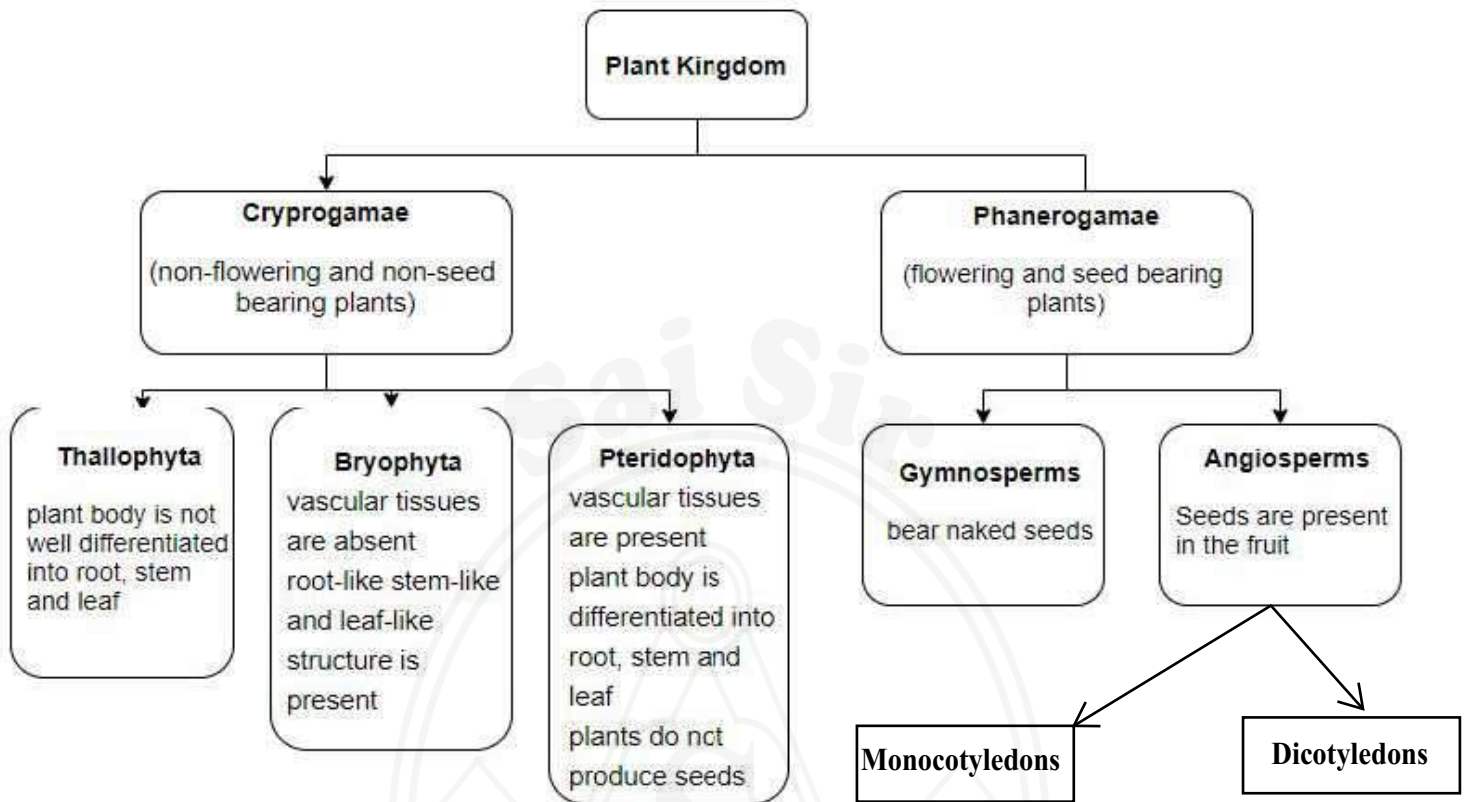 Plant Kingdom
Cryprogamae
(non-flowering and non-seed
bearing plants)
Phanerogamae
(flowering and seed bearing
plants)
Thallophyta
plant body is not
well differentiated
into root, stem
and leaf
Bryophyta
vascular tissues
are absent
root-like stem-like
and leaf-like
structure is
present
Pteridophyta
vascular tissues
are present
plant body is
differentiated into
root, stem and
leaf
plants do not
produce seeds
Gymnosperms
bear naked seeds
Angiosperms
Seeds are present
in the fruit
Monocotyledons
Dicotyledons
Sai Sir